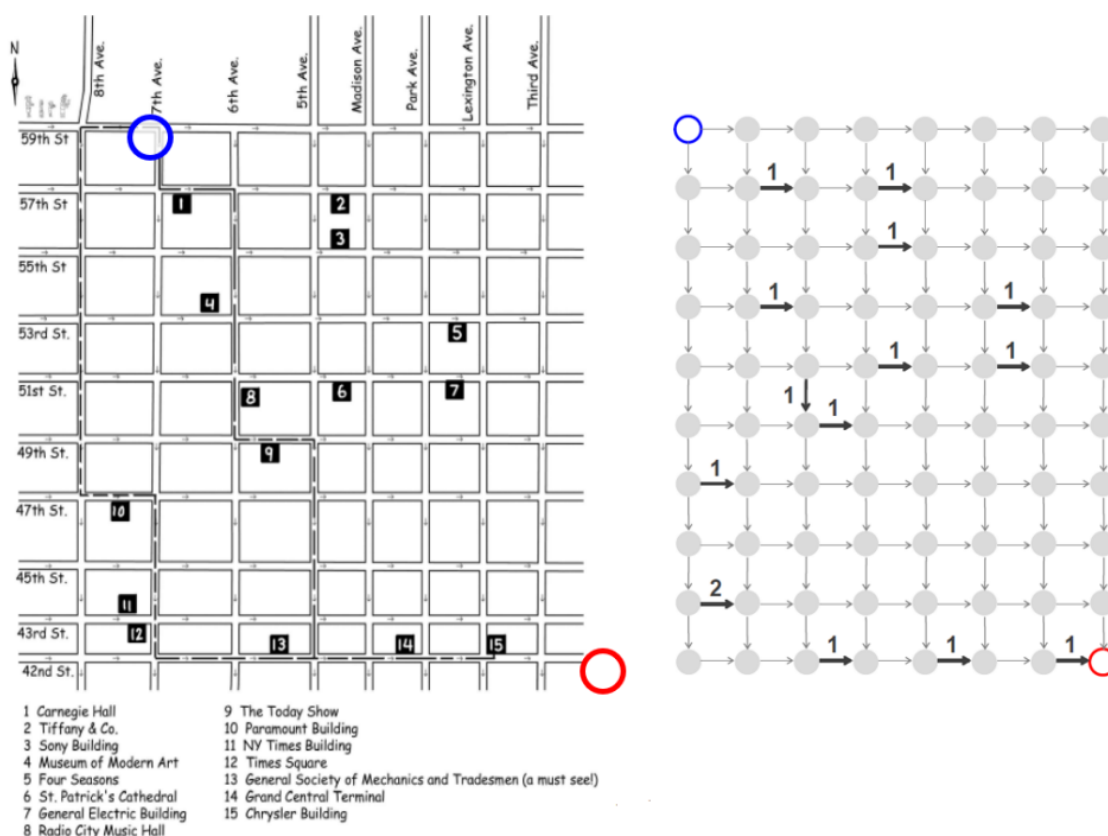 N
8th Ave.
7th Ave.
6th Ave.
5th Ave.
Madison Ave.
Park Ave.
Lexington Ave.
Third Ave.
59th St
57th St
55th St
53rd St.
51st St.
49th St.
47th St.
45th St.
43rd St.
42nd St.
1
2
3
4
5
6
7
8
9
10
11
12
13
14
15
1 Carnegie Hall
2 Tiffany & Co.
3 Sony Building
4 Museum of Modern Art
5 Four Seasons
6 St. Patrick's Cathedral
7 General Electric Building
8 Radio City Music Hall
9 The Today Show
10 Paramount Building
11 NY Times Building
12 Times Square
13 General Society of Mechanics and Tradesmen (a must see!)
14 Grand Central Terminal
15 Chrysler Building
1 1
1
1 1
1 1
1
1
1
2
1 1 1